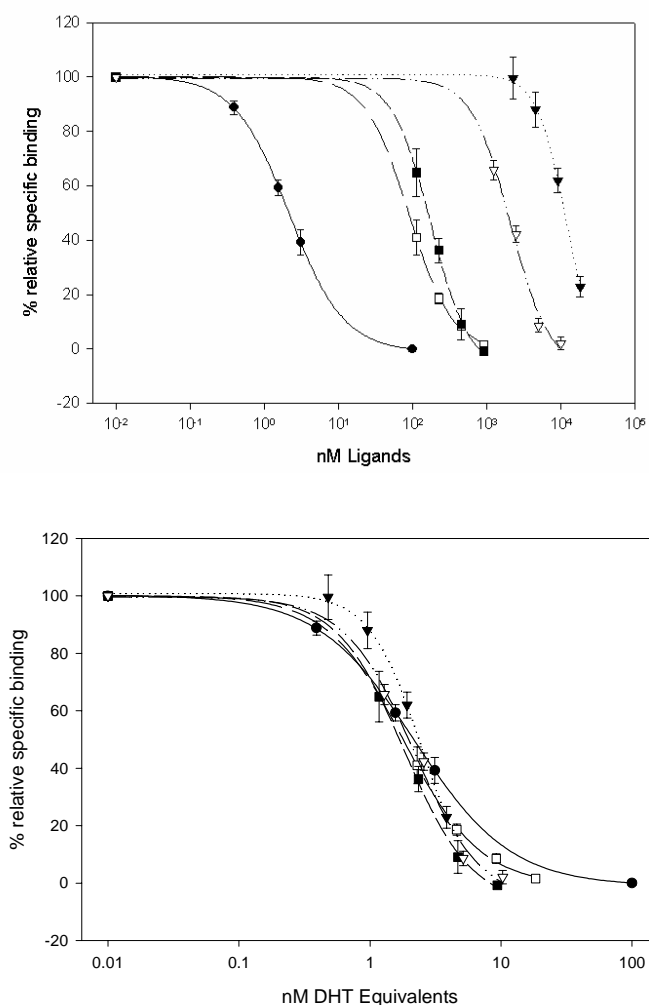 120
100
80
60
40
20
0
-20
% relative specific binding
10⁻² 10⁻¹ 10⁰ 10¹ 10² 10³ 10⁴ 10⁵
nM Ligands
120
100
80
60
40
20
0
-20
% relative specific binding
0.01 0.1 1 10 100
nM DHT Equivalents